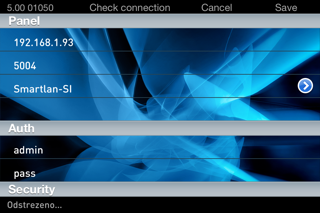 5.00 01050 Check connection Cancel Save
Panel
192.168.1.93
5004
Smartlan-SI
Auth
admin
pass
Security
Odstrezeno...